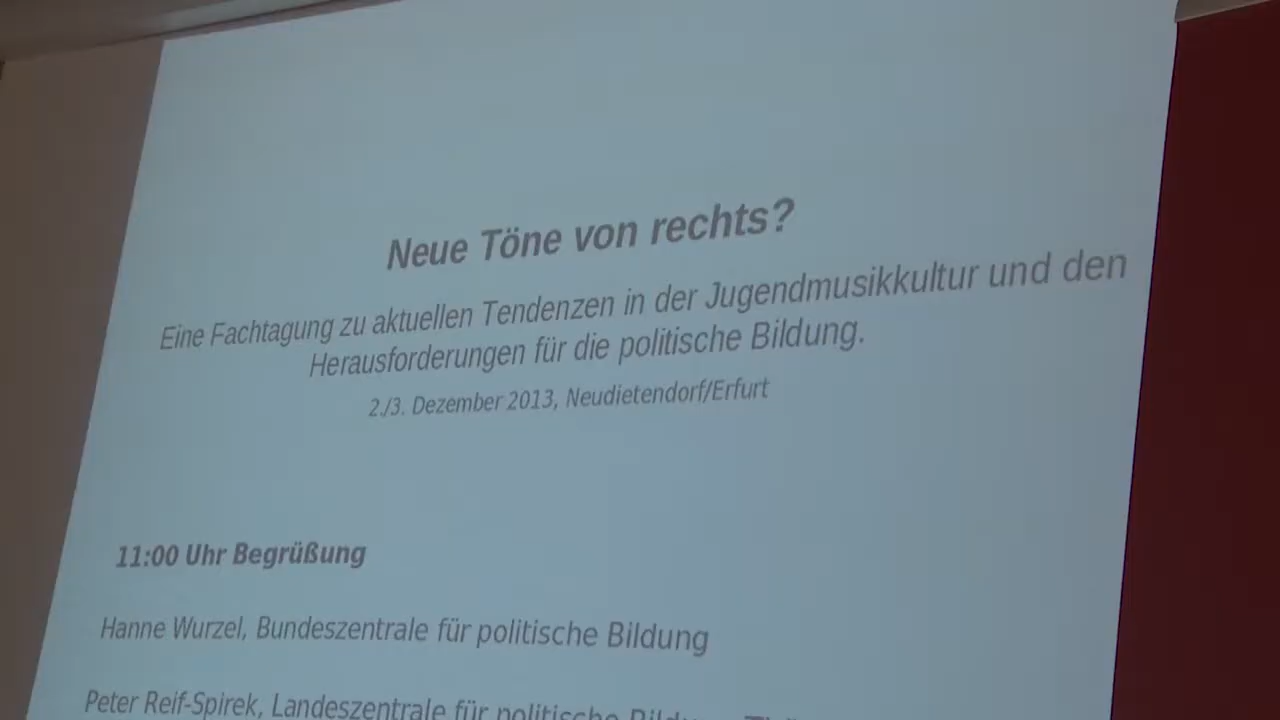 Neue Töne von rechts?
Eine Fachtagung zu aktuellen Tendenzen in der Jugendmusikkultur und den
Herausforderungen für die politische Bildung.
2./3. Dezember 2013, Neudietendorf/Erfurt
11:00 Uhr Begrüßung
Hanne Wurzel, Bundeszentrale für politische Bildung
Peter Reif-Spirek, Landeszentrale für politische